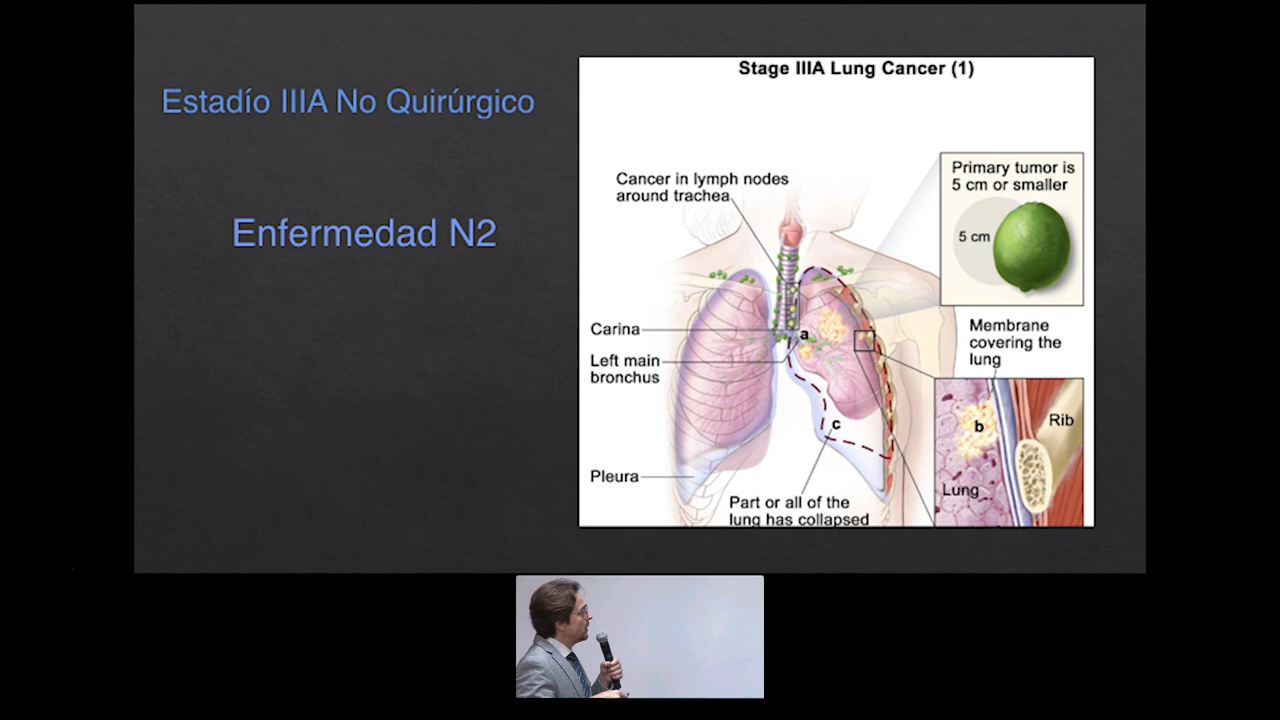 Estadío IIIA No Quirúrgico
Enfermedad N2
Stage IIIA Lung Cancer (1)
Cancer in lymph nodes
around trachea
Primary tumor is
5 cm or smaller
5 cm
Carina
a
Left main
bronchus
Membrane
covering the
lung
c
b
Rib
Lung
Pleura
Part or all of the
lung has collapsed